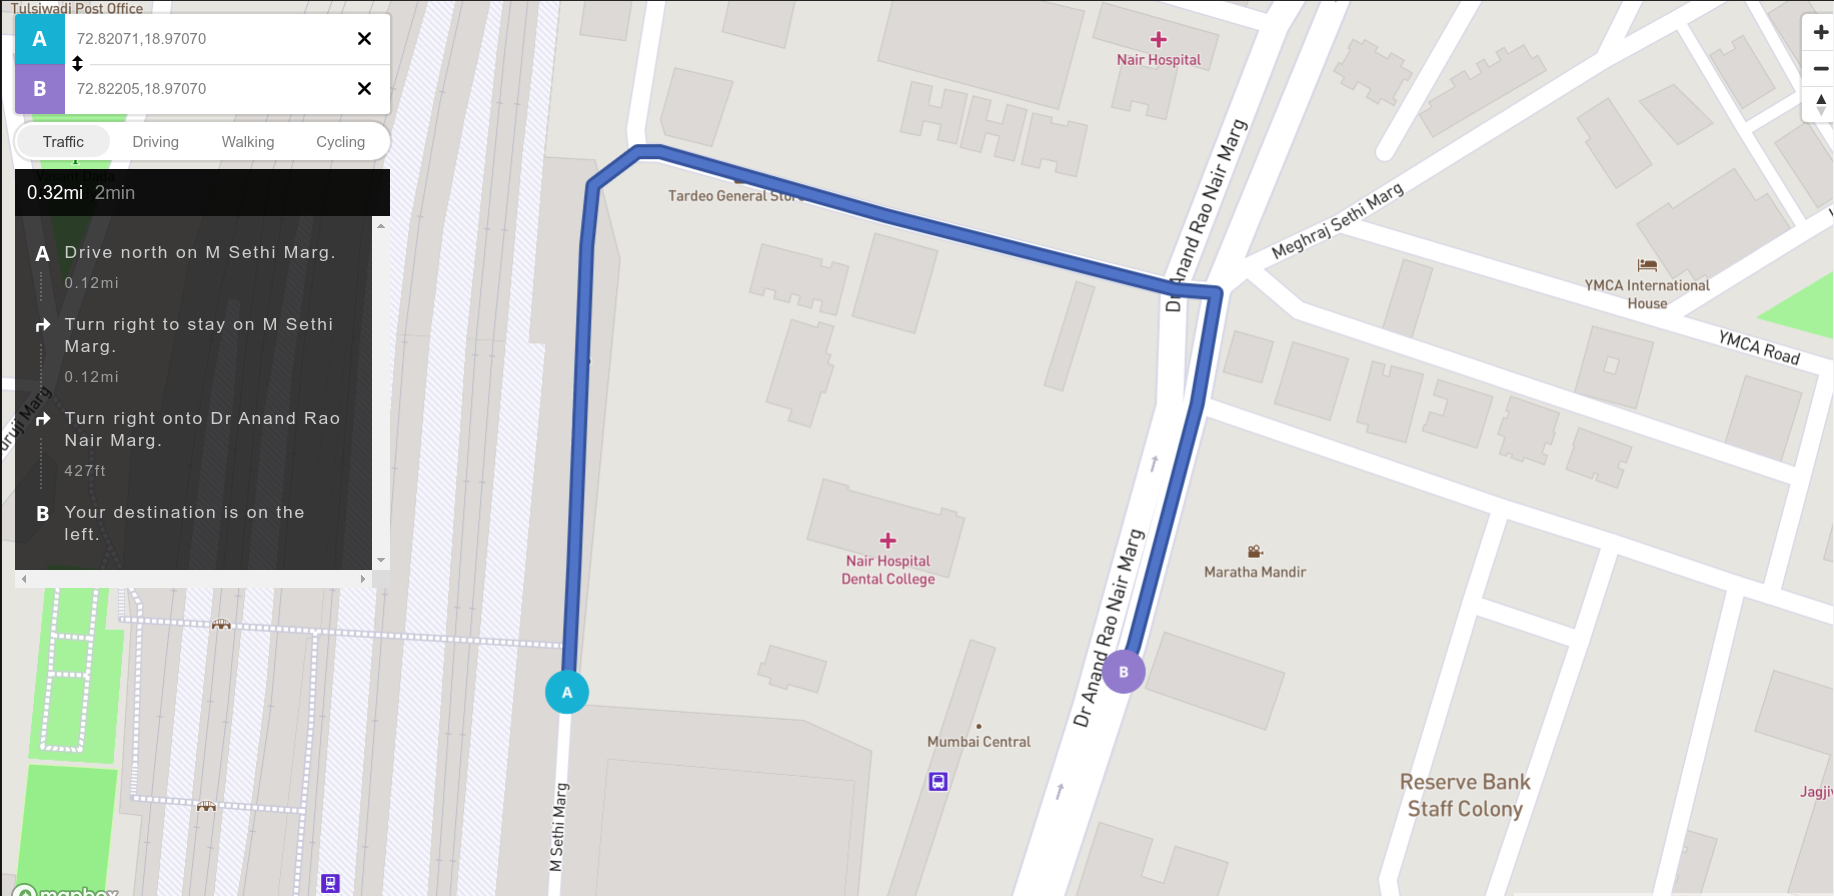 Tulsiwadi Post Office
A
72.82071,18.97070
B
72.82205,18.97070
Traffic
Driving
Walking
Cycling
0.32mi 2min
A
Drive north on M Sethi Marg.
0.12mi
Turn right to stay on M Sethi
Marg.
0.12mi
Turn right onto Dr Anand Rao
Nair Marg.
427ft
B
Your destination is on the
left.
Nair Hospital
Dr Anand Rao Nair Marg
Meghraj Sethi Marg
Tardeo General Store
YMCA International
House
YMCA Road
Nair Hospital
Dental College
Maratha Mandir
Dr Anand Rao Nair Marg
A
B
Mumbai Central
M Sethi Marg
Reserve Bank
Staff Colony
mapbox